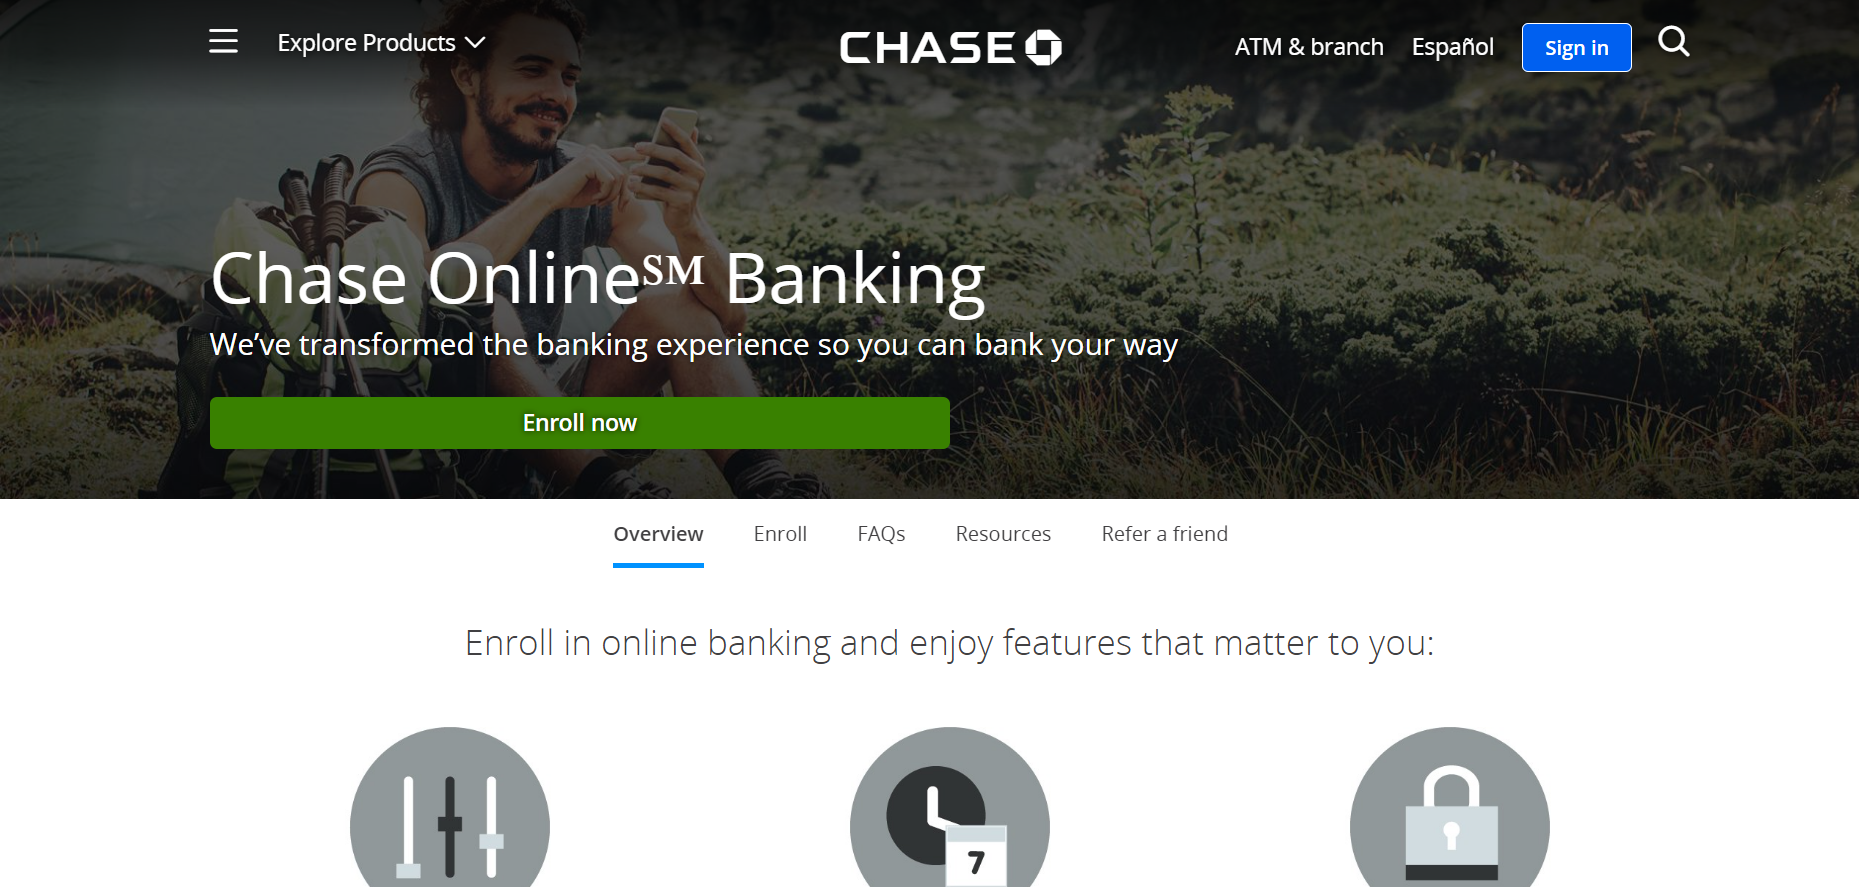 Explore Products
CHASE
ATM & branch
Español
Sign in
Chase Online℠ Banking
We’ve transformed the banking experience so you can bank your way
Enroll now
Overview
Enroll
FAQs
Resources
Refer a friend
Enroll in online banking and enjoy features that matter to you:
7